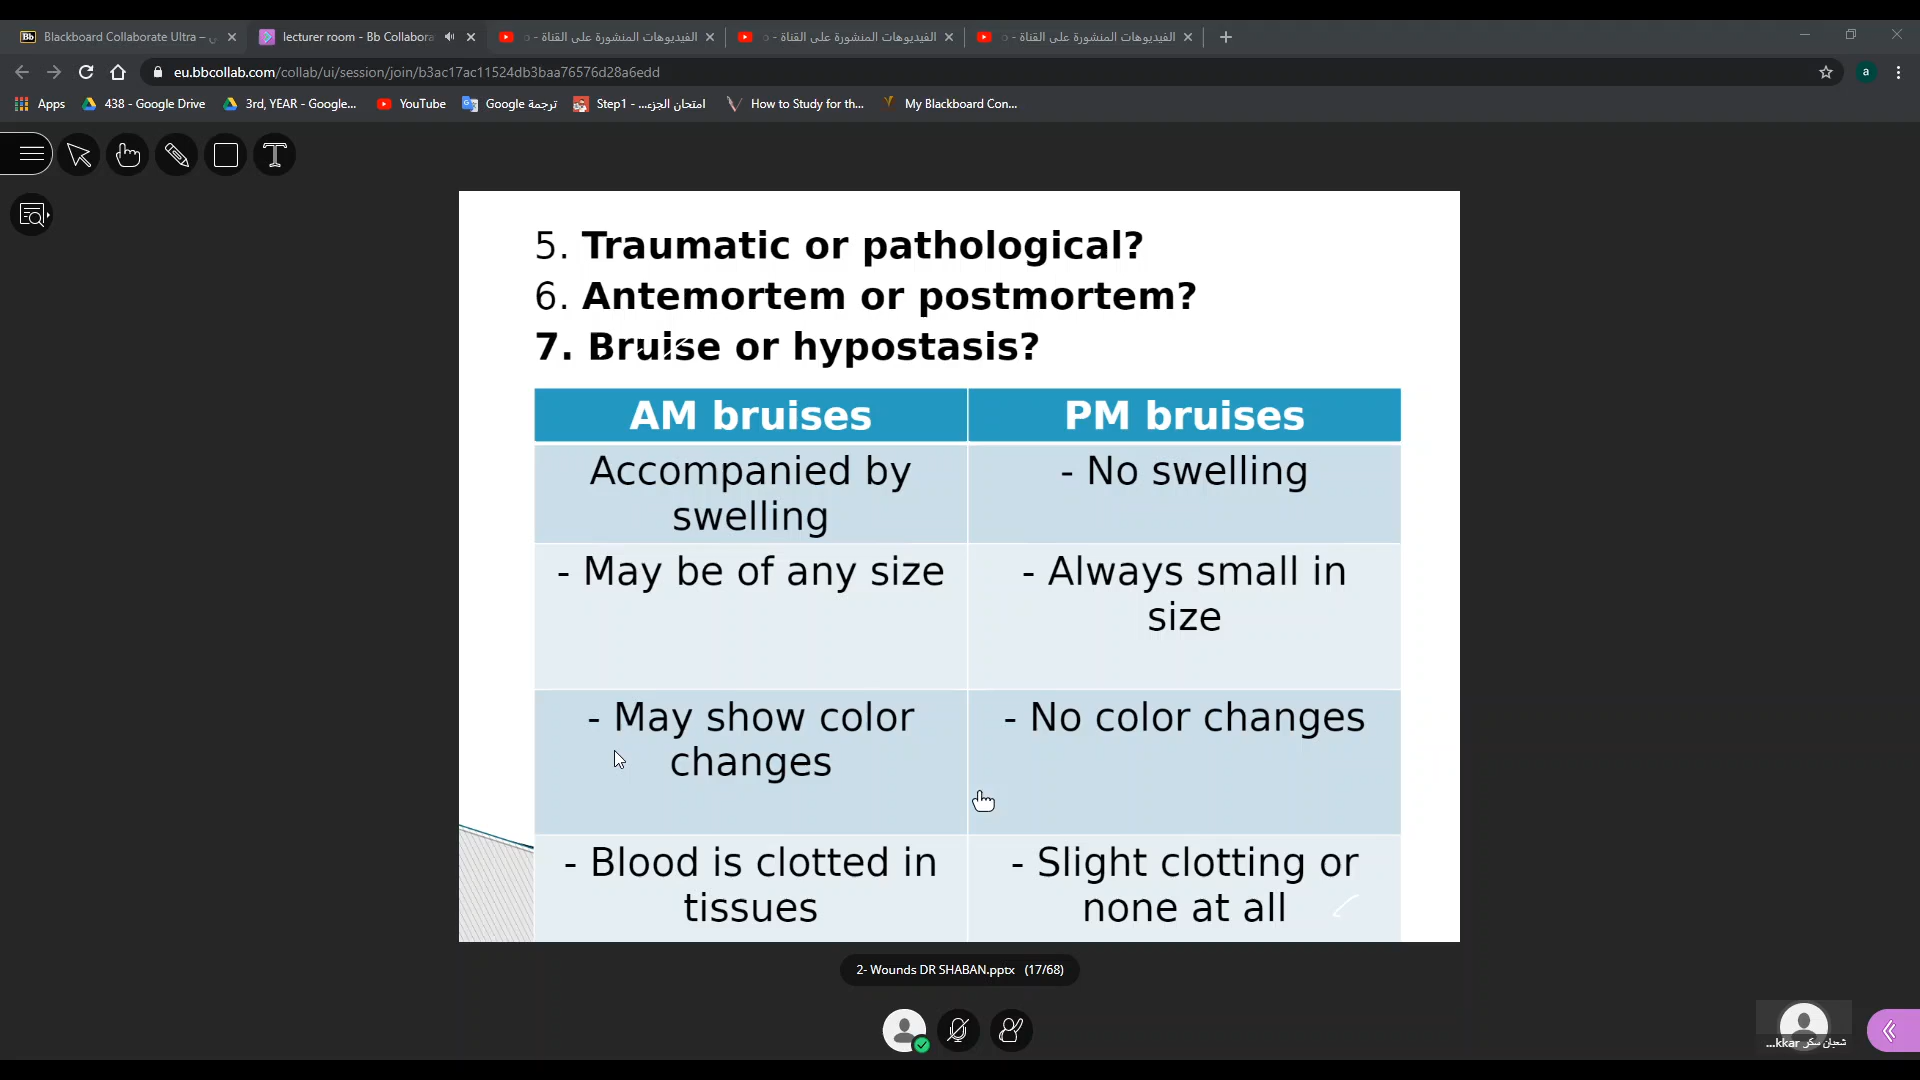 Blackboard Collaborate Ultra –
lecturer room - Bb Collabora
الفيديوهات المنشورة على القناة -
الفيديوهات المنشورة على القناة -
الفيديوهات المنشورة على القناة -
eu.bbcollab.com/collab/ui/session/join/b3ac17ac11524db3baa76576d28a6edd
a
Apps
438 - Google Drive
3rd, YEAR - Google...
YouTube
ترجمة Google
Step1 - ...امتحان الجزء
How to Study for th...
My Blackboard Con...
5. Traumatic or pathological?
6. Antemortem or postmortem?
7. Bruise or hypostasis?
AM bruises
PM bruises
Accompanied by
swelling
- No swelling
- May be of any size
- Always small in
size
- May show color
changes
- No color changes
- Blood is clotted in
tissues
- Slight clotting or
none at all
2- Wounds DR SHABAN.pptx (17/68)
شعبان سكر kkar...